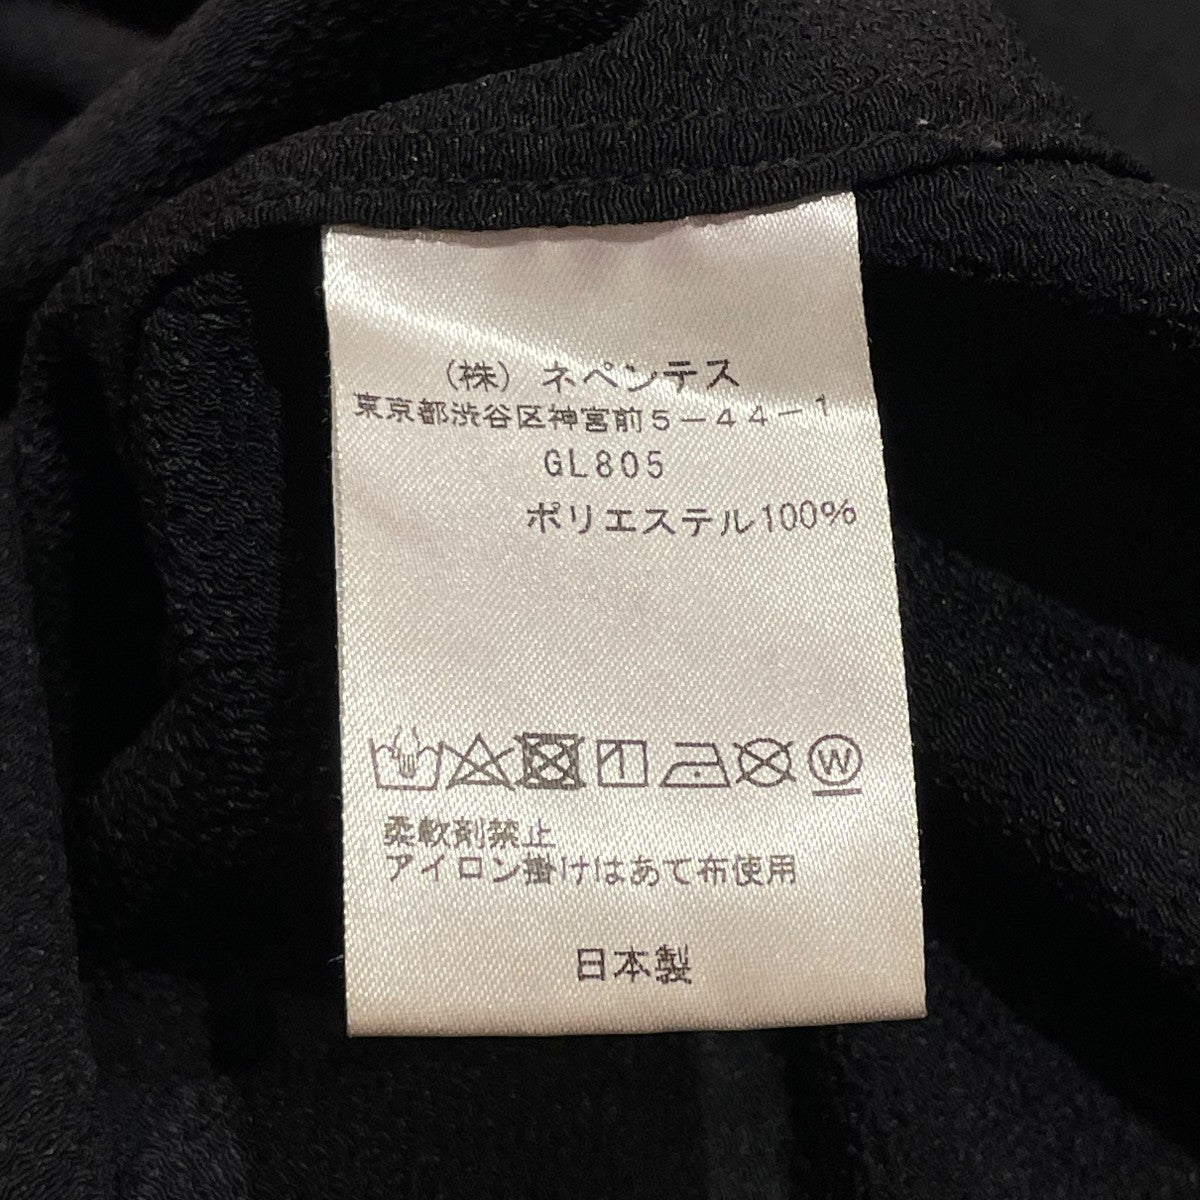 (株) ネペンテス
東京都渋谷区神宮前5-44-1
GL805
ポリエステル100%
W
柔軟剤禁止
アイロン掛けはあて布使用
日本製